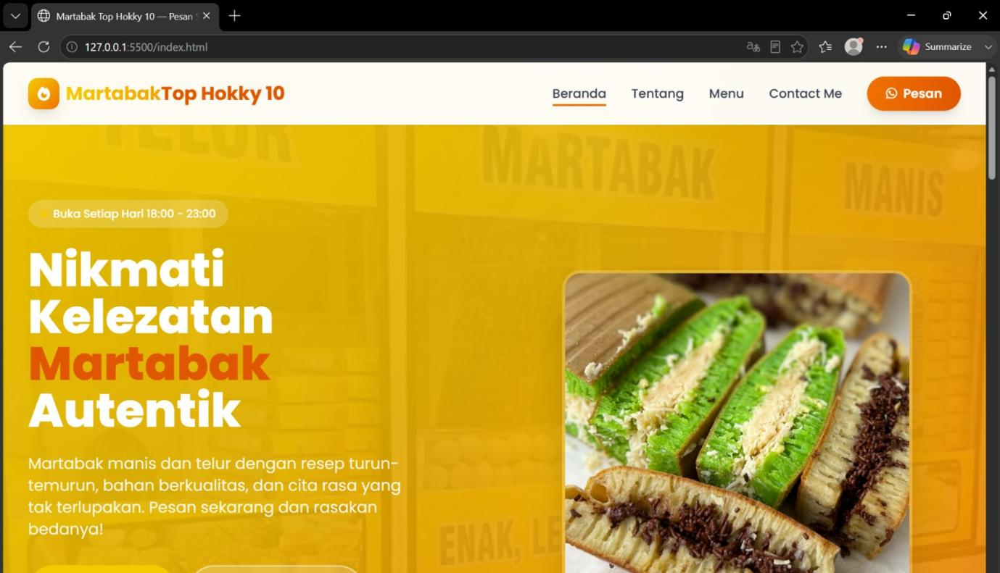 Martabak Top Hokky 10 — Pesan
127.0.0.1:5500/index.html
Summarize
MartabakTop Hokky 10
Beranda
Tentang
Menu
Contact Me
Pesan
TELUR
MARTABAK
MANIS
Buka Setiap Hari 18:00 - 23:00
Nikmati
Kelezatan
Martabak
Autentik
Martabak manis dan telur dengan resep turun-
temurun, bahan berkualitas, dan cita rasa yang
tak terlupakan. Pesan sekarang dan rasakan
bedanya!
ENAK,